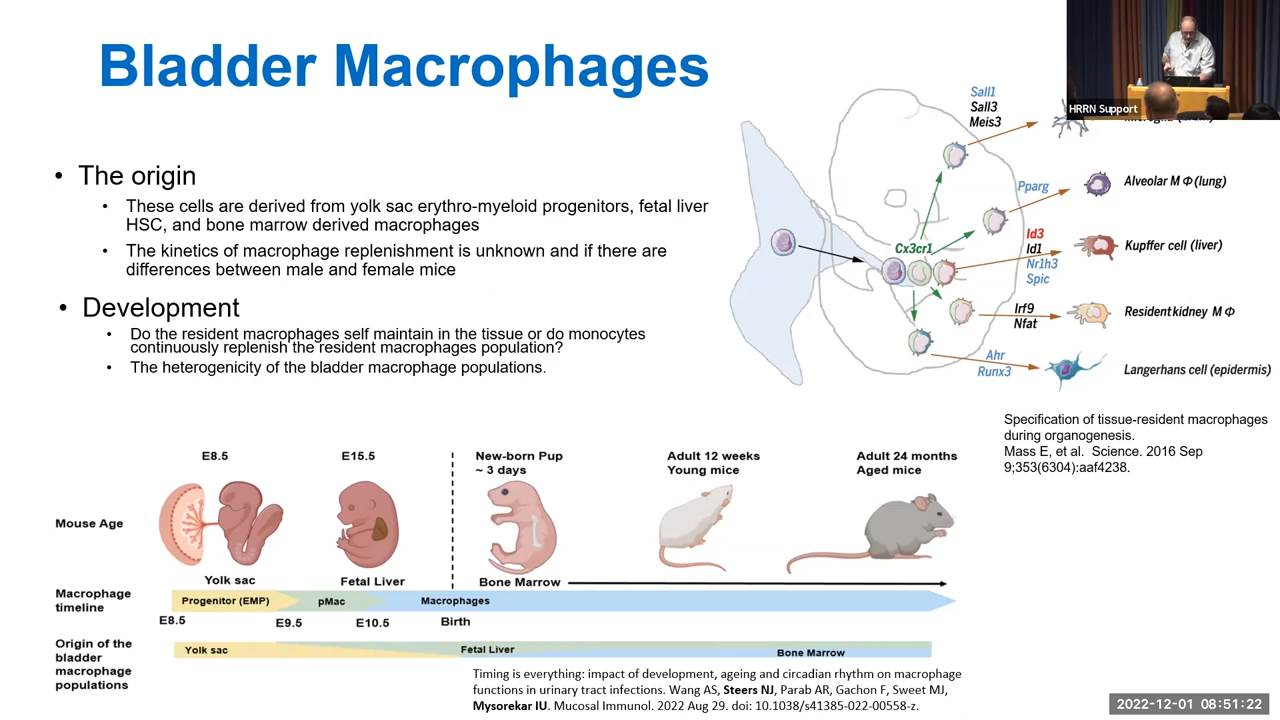 Bladder Macrophages
HRRN Support
• The origin
• These cells are derived from yolk sac erythro-myeloid progenitors, fetal liver
HSC, and bone marrow derived macrophages
• The kinetics of macrophage replenishment is unknown and if there are
differences between male and female mice
• Development
• Do the resident macrophages self maintain in the tissue or do monocytes
continuously replenish the resident macrophages population?
• The heterogenicity of the bladder macrophage populations.
Sall1
Sall3
Meis3
Pparg
Alveolar M Φ (lung)
Cx3cr1
Id3
Id1
Nr1h3
Spic
Kupffer cell (liver)
Irf9
Nfat
Resident kidney M Φ
Ahr
Runx3
Langerhans cell (epidermis)
Specification of tissue-resident macrophages
during organogenesis.
Mass E, et al. Science. 2016 Sep
9;353(6304):aaf4238.
E8.5
E15.5
New-born Pup
~ 3 days
Adult 12 weeks
Young mice
Adult 24 months
Aged mice
Mouse Age
Yolk sac
Fetal Liver
Bone Marrow
Macrophage
timeline
Progenitor (EMP)
pMac
Macrophages
E8.5
E9.5
E10.5
Birth
Origin of the
bladder
macrophage
populations
Yolk sac
Fetal Liver
Bone Marrow
Timing is everything: impact of development, ageing and circadian rhythm on macrophage
functions in urinary tract infections. Wang AS, Steers NJ, Parab AR, Gachon F, Sweet MJ,
Mysorekar IU. Mucosal Immunol. 2022 Aug 29. doi: 10.1038/s41385-022-00558-z.
2022-12-01 08:51:22